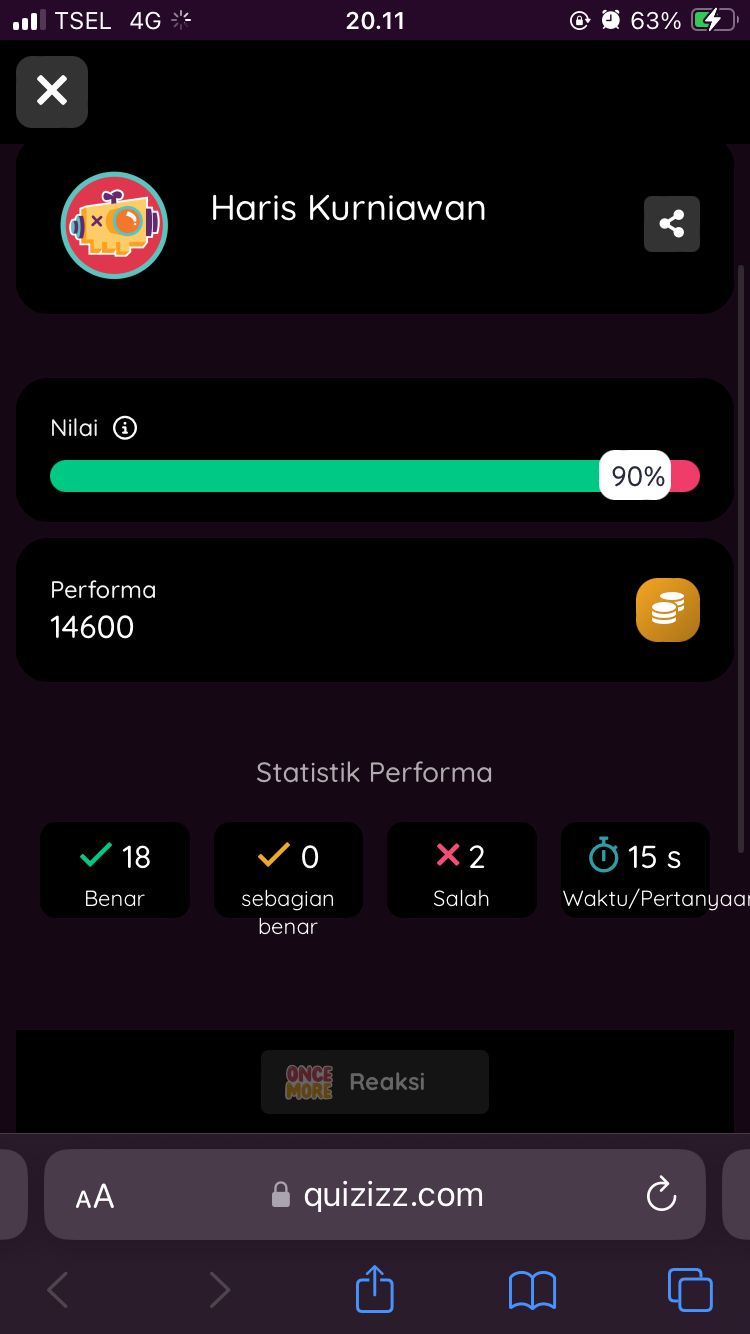 TSEL 4G 20.11 63%
Haris Kurniawan
Nilai
90%
Performa
14600
Statistik Performa
18
Benar
0
sebagian
benar
2
Salah
15 s
Waktu/Pertanyaan
ONCE
MORE
Reaksi
AA quizizz.com